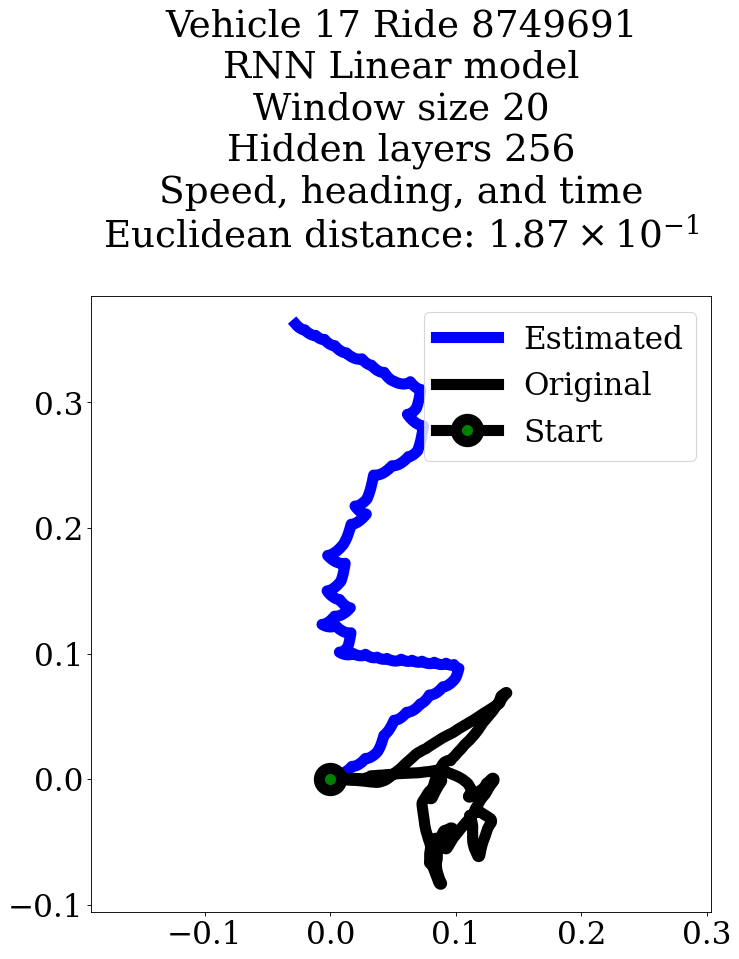 Vehicle 17 Ride 8749691
RNN Linear model
Window size 20
Hidden layers 256
Speed, heading, and time
Euclidean distance: 1.87 × 10⁻¹
Estimated
Original
Start
0.3
0.2
0.1
0.0
−0.1
−0.1 0.0 0.1 0.2 0.3